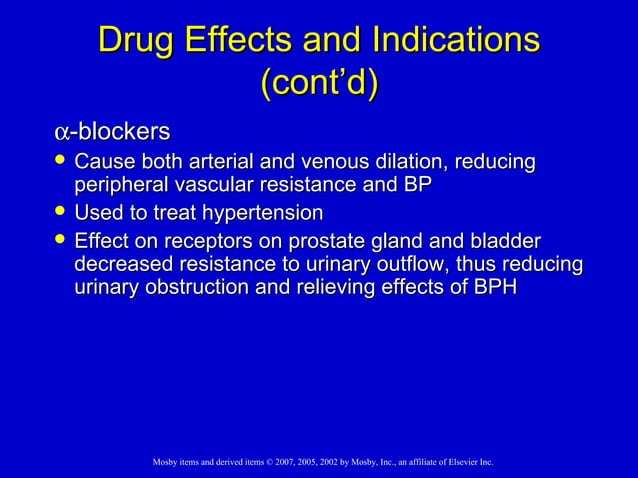 Drug Effects and Indications
(cont’d)
α-blockers
• Cause both arterial and venous dilation, reducing
peripheral vascular resistance and BP
• Used to treat hypertension
• Effect on receptors on prostate gland and bladder
decreased resistance to urinary outflow, thus reducing
urinary obstruction and relieving effects of BPH
Mosby items and derived items © 2007, 2005, 2002 by Mosby, Inc., an affiliate of Elsevier Inc.